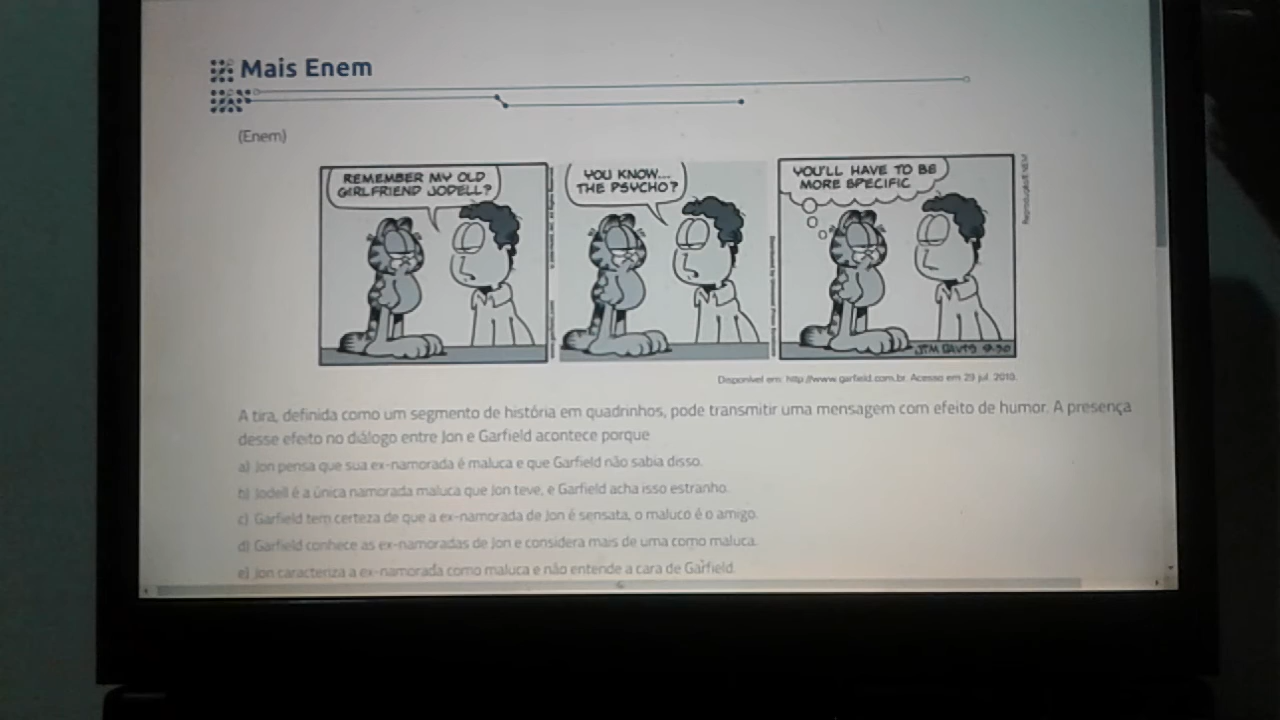 Mais Enem
(Enem)
REMEMBER MY OLD
GIRLFRIEND JODELL?
YOU KNOW...
THE PSYCHO?
YOU'LL HAVE TO BE
MORE SPECIFIC
JIM DAVIS 9-30
Reprodução/ENEM
Disponível em: http://www.garfield.com.br. Acesso em 29 jul. 2010.
A tira, definida como um segmento de história em quadrinhos, pode transmitir uma mensagem com efeito de humor. A presença
desse efeito no diálogo entre Jon e Garfield acontece porque
a) Jon pensa que sua ex-namorada é maluca e que Garfield não sabia disso.
b) Jodell é a única namorada maluca que Jon teve, e Garfield acha isso estranho.
c) Garfield tem certeza de que a ex-namorada de Jon é sensata, o maluco é o amigo.
d) Garfield conhece as ex-namoradas de Jon e considera mais de uma como maluca.
e) Jon caracteriza a ex-namorada como maluca e não entende a cara de Garfield.